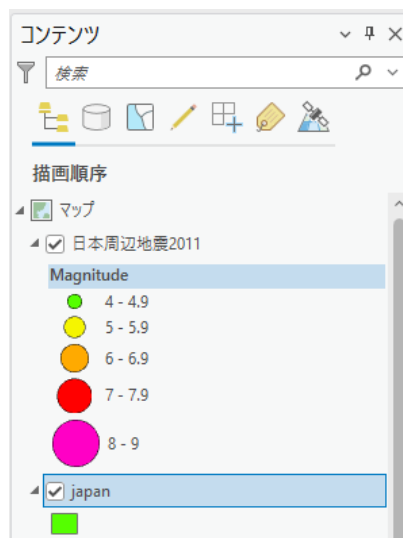 コンテンツ
検索
描画順序
マップ
日本周辺地震2011
Magnitude
4 - 4.9
5 - 5.9
6 - 6.9
7 - 7.9
8 - 9
japan